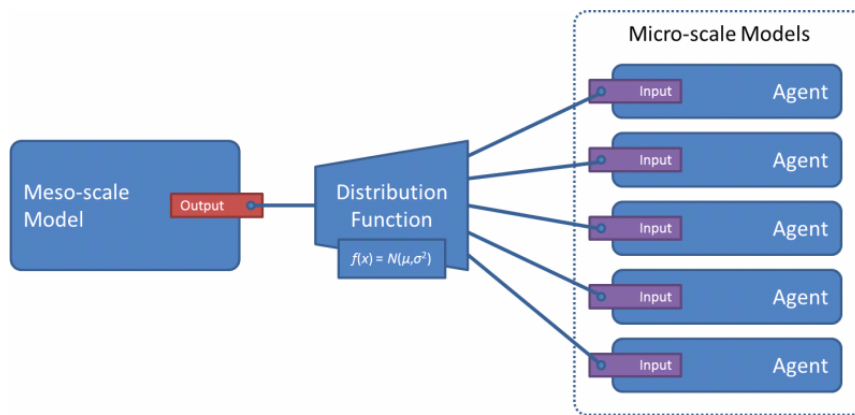 Micro-scale Models
Meso-scale
Model
Output
Distribution
Function
f(x) = N(μ,σ²)
Input
Agent
Input
Agent
Input
Agent
Input
Agent
Input
Agent